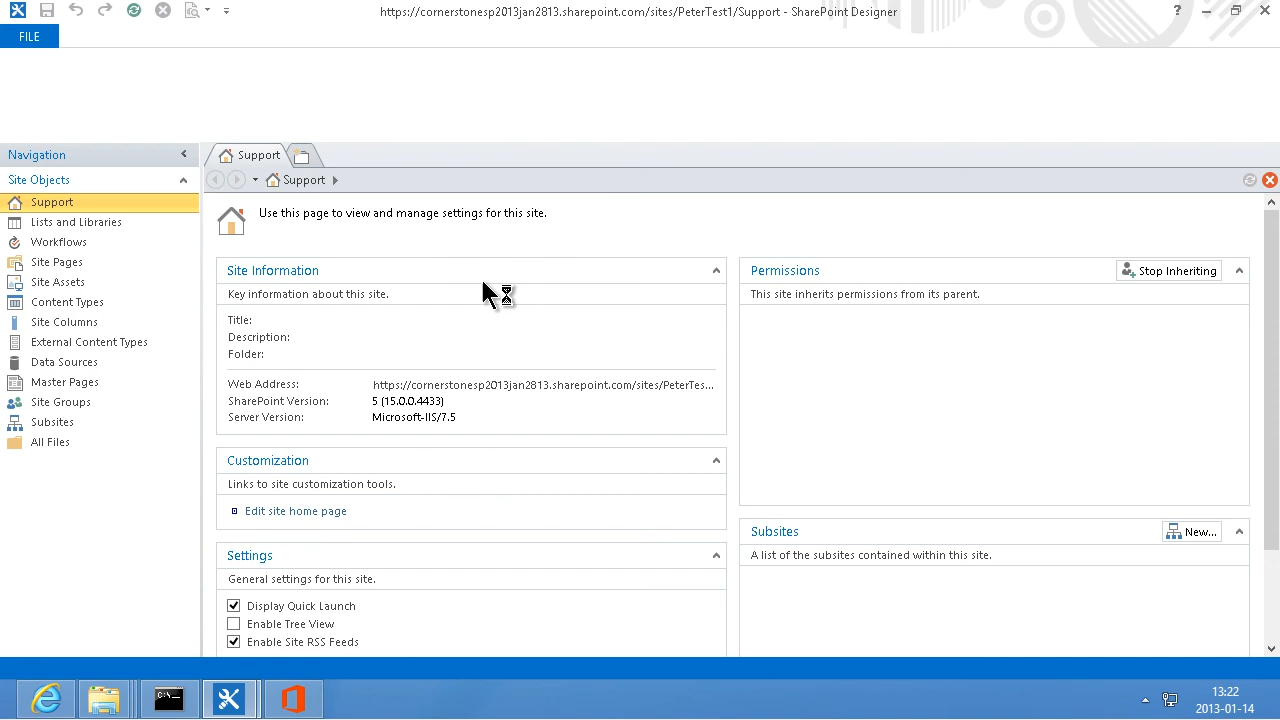 https://cornerstonesp2013jan2813.sharepoint.com/sites/PeterTest1/Support - SharePoint Designer
?
FILE
Navigation
Site Objects
Support
Lists and Libraries
Workflows
Site Pages
Site Assets
Content Types
Site Columns
External Content Types
Data Sources
Master Pages
Site Groups
Subsites
All Files
Support
Support
Use this page to view and manage settings for this site.
Site Information
Key information about this site.
Title:
Description:
Folder:
Web Address: https://cornerstonesp2013jan2813.sharepoint.com/sites/PeterTes...
SharePoint Version: 5 (15.0.0.4433)
Server Version: Microsoft-IIS/7.5
Customization
Links to site customization tools.
Edit site home page
Settings
General settings for this site.
Display Quick Launch
Enable Tree View
Enable Site RSS Feeds
Permissions
Stop Inheriting
This site inherits permissions from its parent.
Subsites
New...
A list of the subsites contained within this site.
C:\.
13:22
2013-01-14